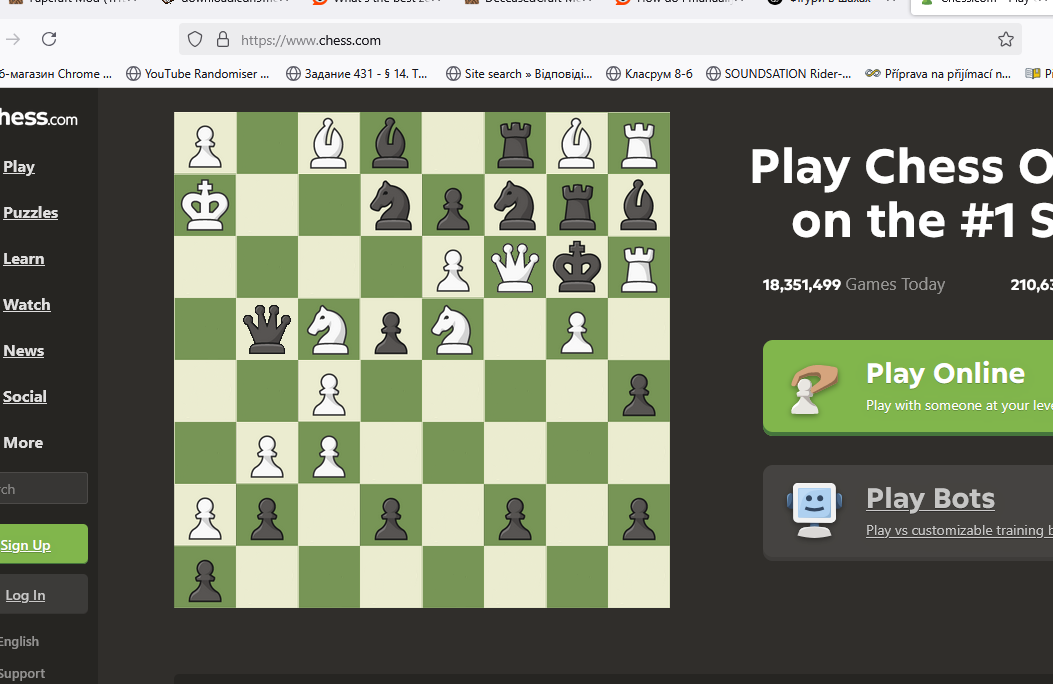 https://www.chess.com
YouTube Randomiser ...
Задание 431 - § 14. Т...
Site search » Відповіді...
Класрум 8-б
SOUNDSATION Rider-...
Příprava na přijímací n...
б-магазин Chrome ...
hess.com
Play
Puzzles
Learn
Watch
News
Social
More
rch
Sign Up
Log In
English
Support
Play Chess O
on the #1 S
18,351,499 Games Today
210,63
Play Online
Play with someone at your leve
Play Bots
Play vs customizable training b